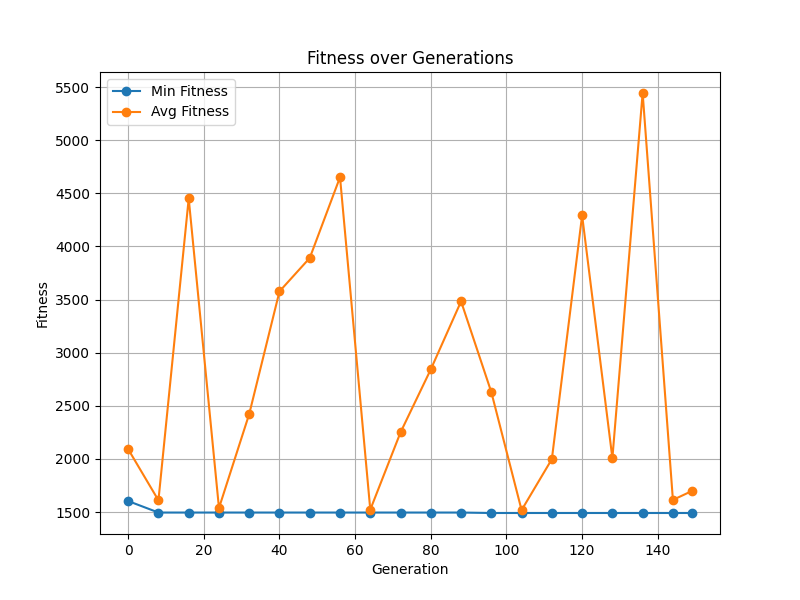 Fitness over Generations
Min Fitness
Avg Fitness
5500
5000
4500
4000
3500
3000
2500
2000
1500
Fitness
0 20 40 60 80 100 120 140
Generation